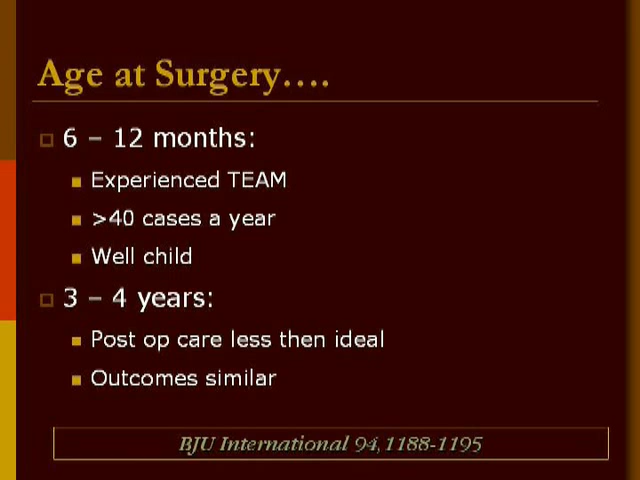 Age at Surgery....
6 – 12 months:
Experienced TEAM
>40 cases a year
Well child
3 – 4 years:
Post op care less then ideal
Outcomes similar
BJU International 94,1188-1195